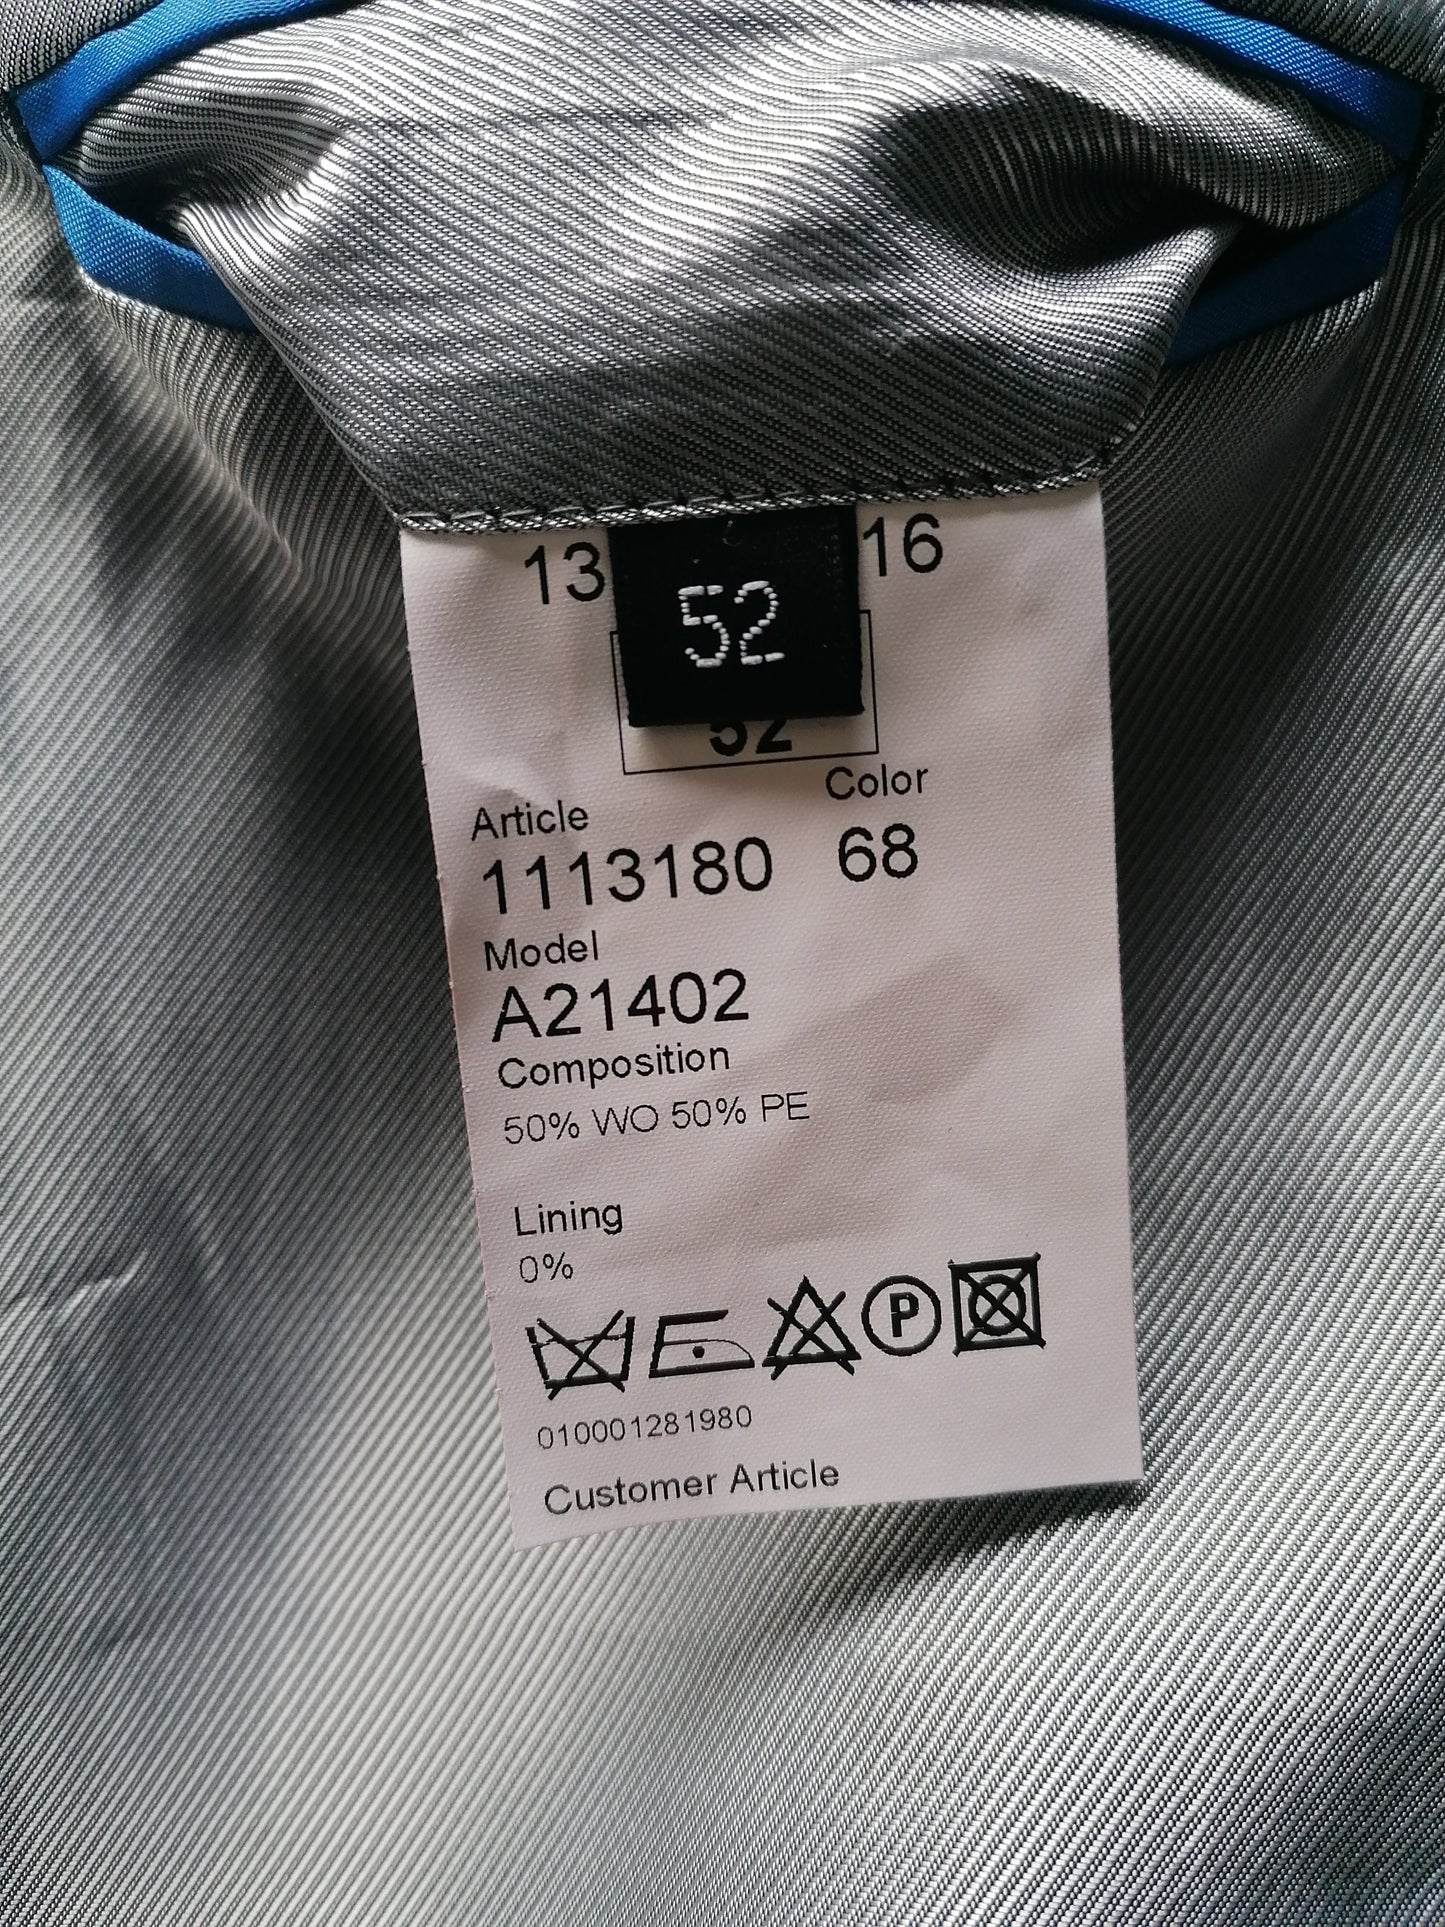 13 52 16
52
Color
Article
1113180 68
Model
A21402
Composition
50% WO 50% PE
Lining
0%
P
010001281980
Customer Article